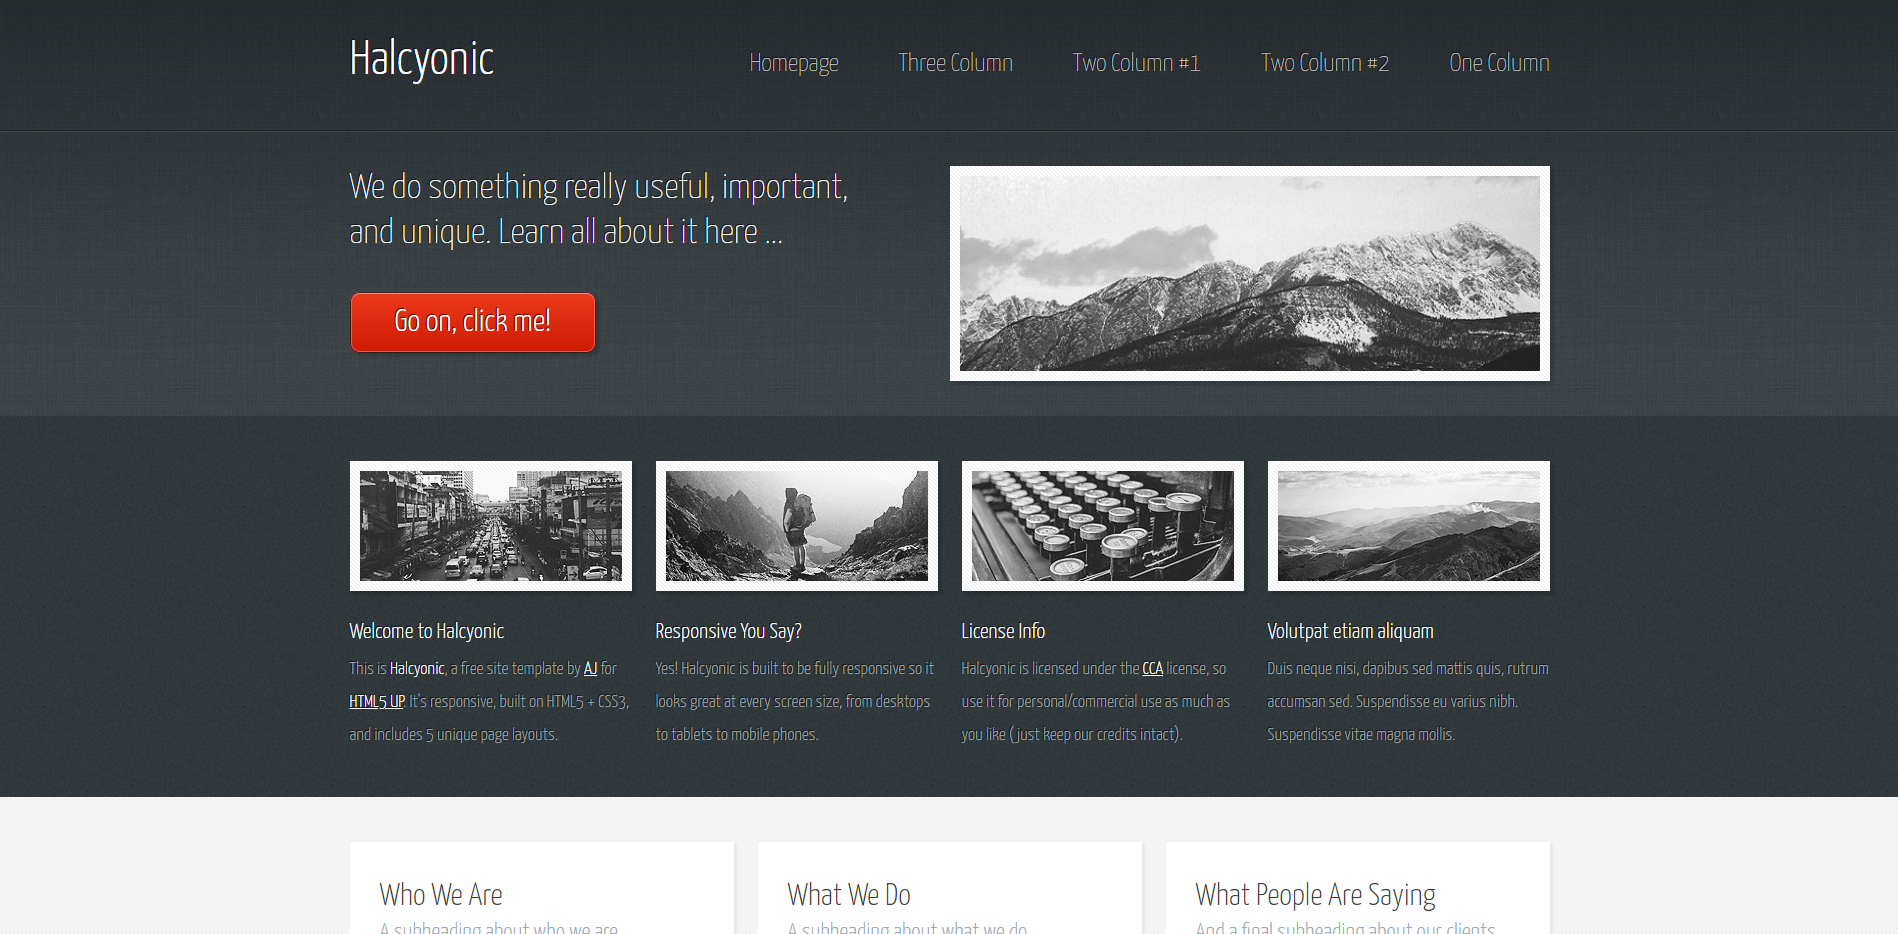 Halcyonic
Homepage
Three Column
Two Column #1
Two Column #2
One Column
We do something really useful, important,
and unique. Learn all about it here ...
Go on, click me!
Welcome to Halcyonic
This is Halcyonic, a free site template by AJ for
HTML5 UP. It's responsive, built on HTML5 + CSS3,
and includes 5 unique page layouts.
Responsive You Say?
Yes! Halcyonic is built to be fully responsive so it
looks great at every screen size, from desktops
to tablets to mobile phones.
License Info
Halcyonic is licensed under the CCA license, so
use it for personal/commercial use as much as
you like (just keep our credits intact).
Volutpat etiam aliquam
Duis neque nisi, dapibus sed mattis quis, rutrum
accumsan sed. Suspendisse eu varius nibh.
Suspendisse vitae magna mollis.
Who We Are
A subheading about who we are
What We Do
A subheading about what we do
What People Are Saying
And a final subheading about our clients